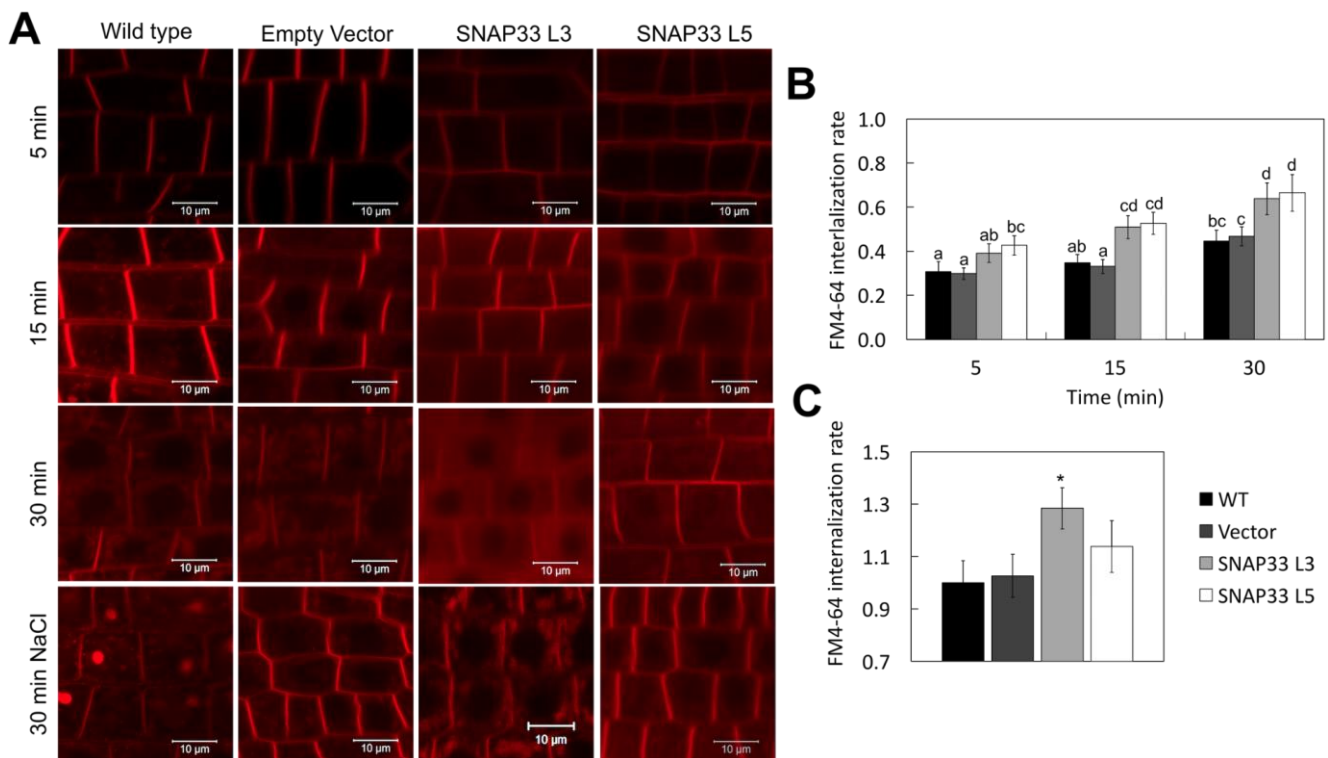 A
Wild type Empty Vector SNAP33 L3 SNAP33 L5
5 min
10 µm 10 µm 10 µm 10 µm
15 min
10 µm 10 µm 10 µm 10 µm
30 min
10 µm 10 µm 10 µm 10 µm
30 min NaCl
10 µm 10 µm 10 µm 10 µm
B
FM4-64 interlalization rate
1.0
0.8
0.6
0.4
0.2
0.0
a a ab bc ab a cd cd bc c d d
5 15 30
Time (min)
C
FM4-64 internalization rate
1.5
1.3
1.1
0.9
0.7
*
WT
Vector
SNAP33 L3
SNAP33 L5